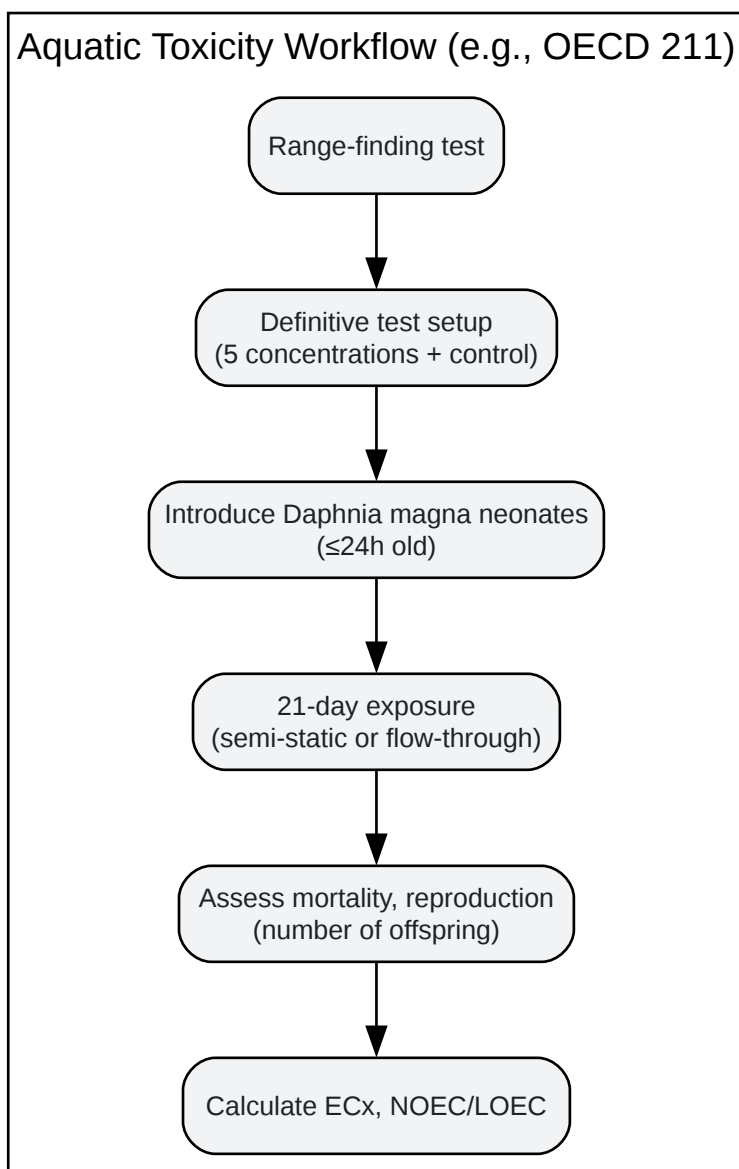 Aquatic Toxicity Workflow (e.g., OECD 211)
Range-finding test
Definitive test setup
(5 concentrations + control)
Introduce Daphnia magna neonates
(≤24h old)
21-day exposure
(semi-static or flow-through)
Assess mortality, reproduction
(number of offspring)
Calculate ECx, NOEC/LOEC